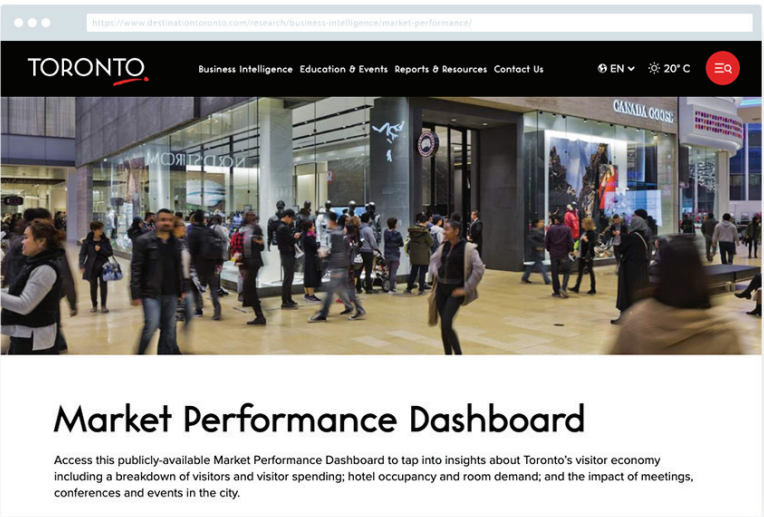 https://www.destinationtoronto.com/research/business-intelligence/market-performance/
TORONTO
Business Intelligence Education & Events Reports & Resources Contact Us
EN
20° C
NORDSTROM
CANADA GOOSE
Market Performance Dashboard
Access this publicly-available Market Performance Dashboard to tap into insights about Toronto's visitor economy
including a breakdown of visitors and visitor spending; hotel occupancy and room demand; and the impact of meetings,
conferences and events in the city.